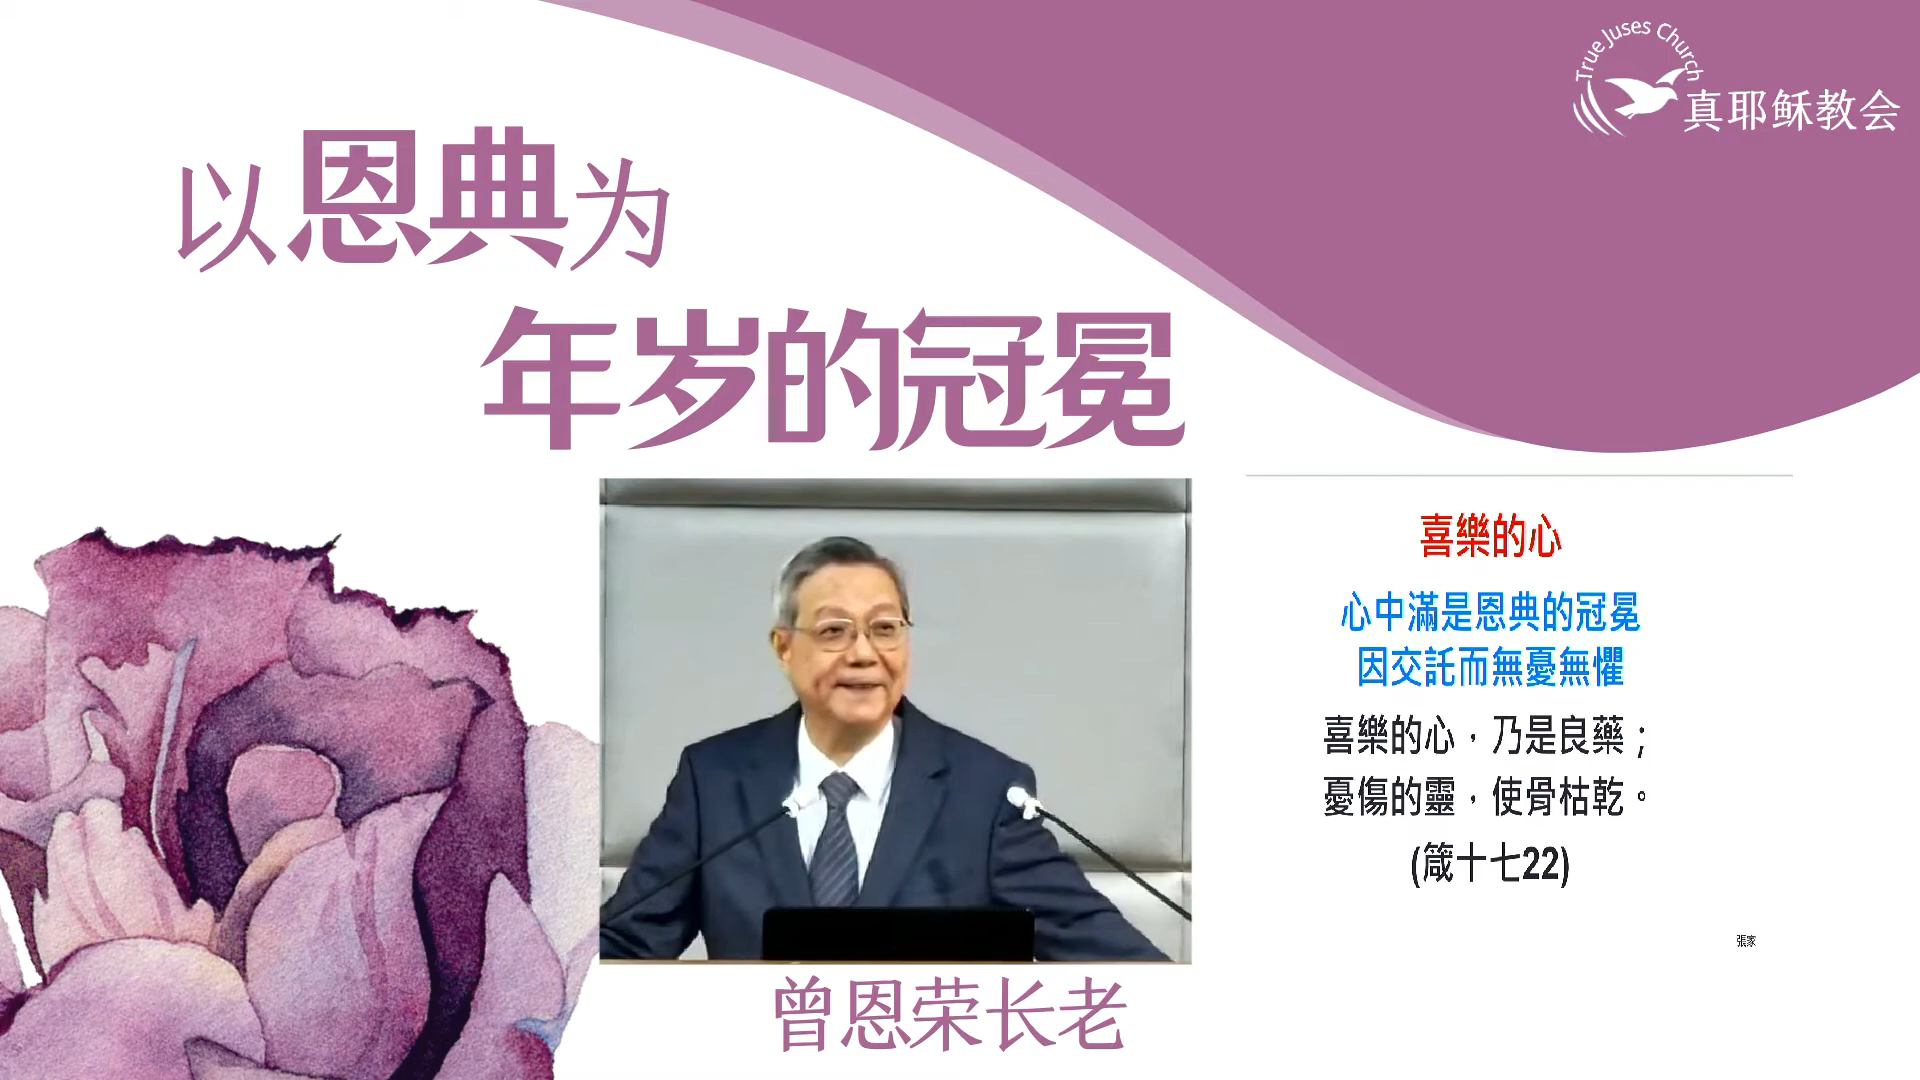 True Juses Church
真耶稣教会
以恩典为
年岁的冠冕
喜樂的心
心中滿是恩典的冠冕
因交託而無憂無懼
喜樂的心，乃是良藥；
憂傷的靈，使骨枯乾。
(箴十七22)
張家
曾恩荣长老